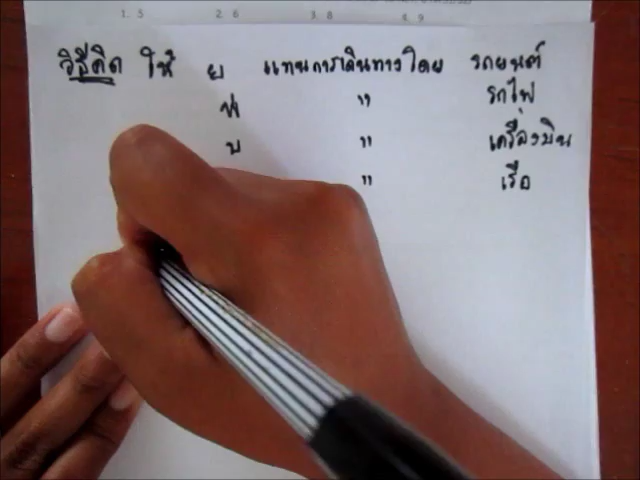 1. 5 2. 6 3. 8 4. 9
วิธีคิด ให้ ย แทนการเดินทางโดย รถยนต์
ฟ " รถไฟ
บ " เครื่องบิน
" เรือ